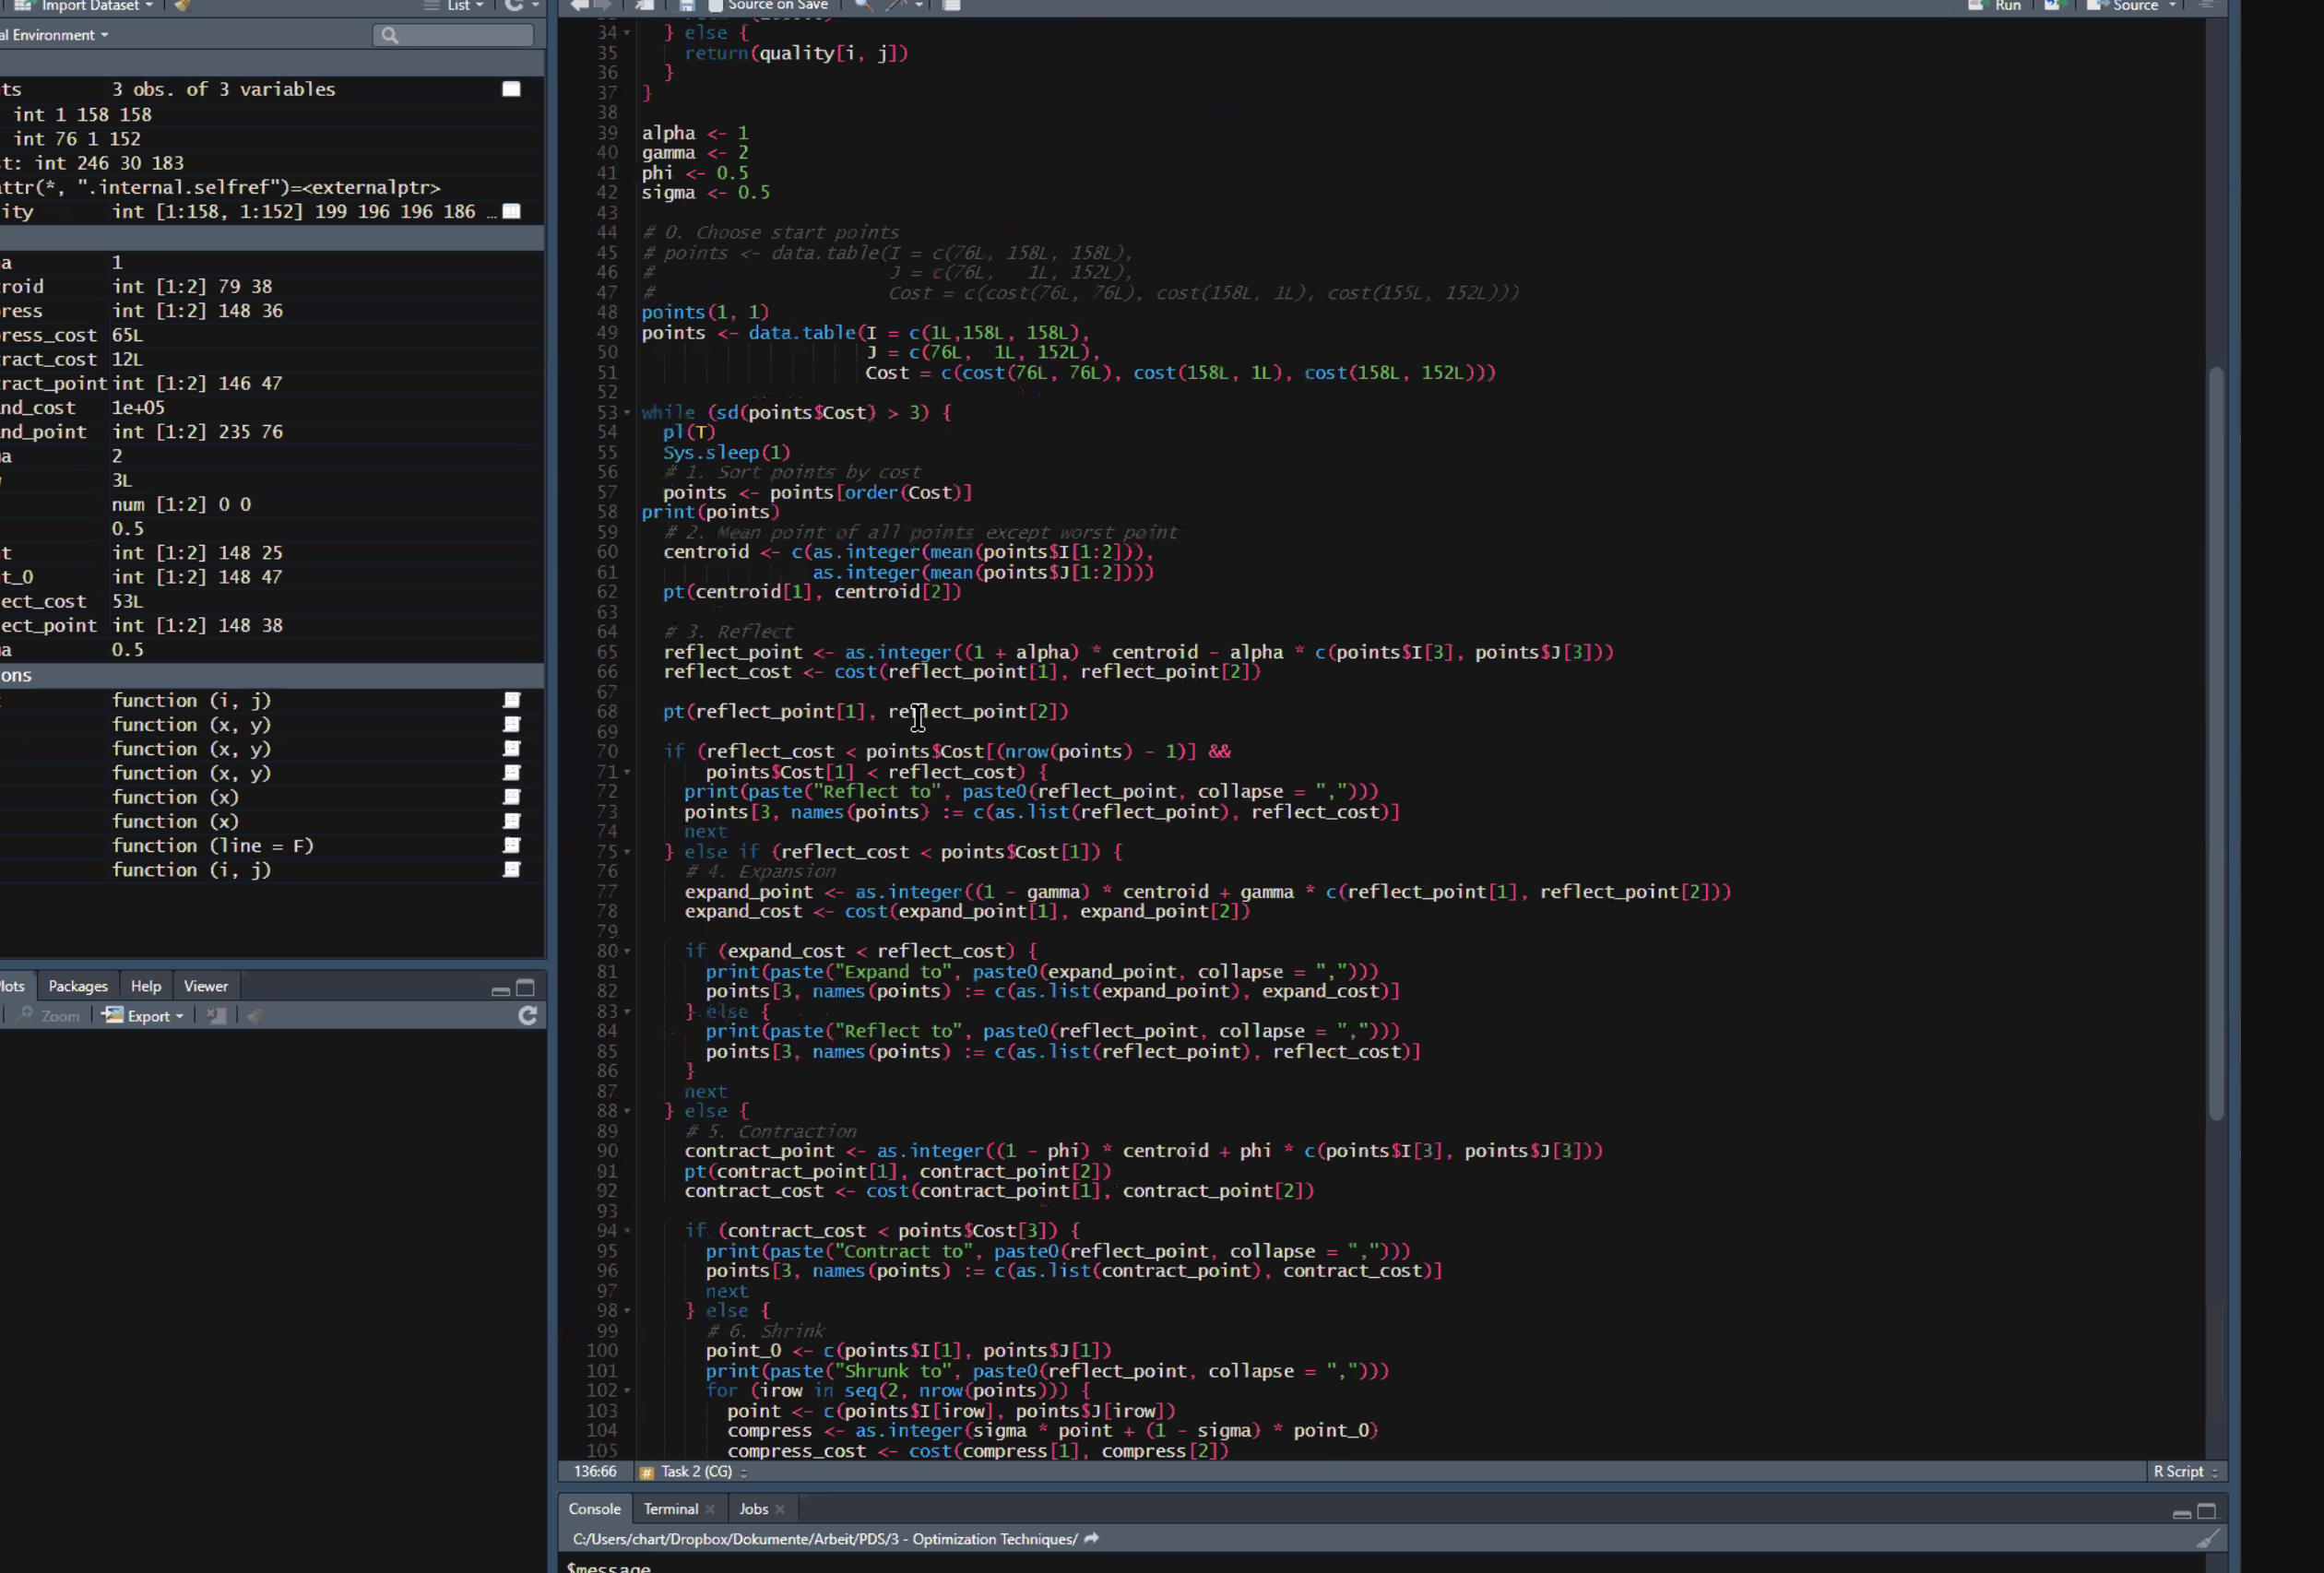 Import Dataset
List
al Environment
ts 3 obs. of 3 variables
int 1 158 158
int 76 1 152
t: int 246 30 183
attr(*, ".internal.selfref")=<externalptr>
ity int [1:158, 1:152] 199 196 196 186 ...
a 1
roid int [1:2] 79 38
ress int [1:2] 148 36
ress_cost 65L
ract_cost 12L
ract_point int [1:2] 146 47
nd_cost 1e+05
nd_point int [1:2] 235 76
a 2
3L
num [1:2] 0 0
0.5
t int [1:2] 148 25
t_0 int [1:2] 148 47
ect_cost 53L
ect_point int [1:2] 148 38
a 0.5
ons
function (i, j)
function (x, y)
function (x, y)
function (x, y)
function (x)
function (x)
function (line = F)
function (i, j)
lots Packages Help Viewer
Zoom Export
Source on Save
Run Source
34 } else {
35 return(quality[i, j])
36 }
37 }
38
39 alpha <- 1
40 gamma <- 2
41 phi <- 0.5
42 sigma <- 0.5
43
44 # 0. Choose start points
45 # points <- data.table(I = c(76L, 158L, 158L),
46 # J = c(76L, 1L, 152L),
47 # Cost = c(cost(76L, 76L), cost(158L, 1L), cost(155L, 152L)))
48 points(1, 1)
49 points <- data.table(I = c(1L,158L, 158L),
50 J = c(76L, 1L, 152L),
51 Cost = c(cost(76L, 76L), cost(158L, 1L), cost(158L, 152L)))
52
53 while (sd(points$Cost) > 3) {
54 pl(T)
55 Sys.sleep(1)
56 # 1. Sort points by cost
57 points <- points[order(Cost)]
58 print(points)
59 # 2. Mean point of all points except worst point
60 centroid <- c(as.integer(mean(points$I[1:2])),
61 as.integer(mean(points$J[1:2])))
62 pt(centroid[1], centroid[2])
63
64 # 3. Reflect
65 reflect_point <- as.integer((1 + alpha) * centroid - alpha * c(points$I[3], points$J[3]))
66 reflect_cost <- cost(reflect_point[1], reflect_point[2])
67
68 pt(reflect_point[1], reflect_point[2])
69
70 if (reflect_cost < points$Cost[(nrow(points) - 1)] &&
71 points$Cost[1] < reflect_cost) {
72 print(paste("Reflect to", paste0(reflect_point, collapse = ",")))
73 points[3, names(points) := c(as.list(reflect_point), reflect_cost)]
74 next
75 } else if (reflect_cost < points$Cost[1]) {
76 # 4. Expansion
77 expand_point <- as.integer((1 - gamma) * centroid + gamma * c(reflect_point[1], reflect_point[2]))
78 expand_cost <- cost(expand_point[1], expand_point[2])
79
80 if (expand_cost < reflect_cost) {
81 print(paste("Expand to", paste0(expand_point, collapse = ",")))
82 points[3, names(points) := c(as.list(expand_point), expand_cost)]
83 } else {
84 print(paste("Reflect to", paste0(reflect_point, collapse = ",")))
85 points[3, names(points) := c(as.list(reflect_point), reflect_cost)]
86 }
87 next
88 } else {
89 # 5. Contraction
90 contract_point <- as.integer((1 - phi) * centroid + phi * c(points$I[3], points$J[3]))
91 pt(contract_point[1], contract_point[2])
92 contract_cost <- cost(contract_point[1], contract_point[2])
93
94 if (contract_cost < points$Cost[3]) {
95 print(paste("Contract to", paste0(reflect_point, collapse = ",")))
96 points[3, names(points) := c(as.list(contract_point), contract_cost)]
97 next
98 } else {
99 # 6. Shrink
100 point_0 <- c(points$I[1], points$J[1])
101 print(paste("Shrunk to", paste0(reflect_point, collapse = ",")))
102 for (irow in seq(2, nrow(points))) {
103 point <- c(points$I[irow], points$J[irow])
104 compress <- as.integer(sigma * point + (1 - sigma) * point_0)
105 compress_cost <- cost(compress[1], compress[2])
136:66 # Task 2 (CG) R Script
Console Terminal Jobs
C:/Users/chart/Dropbox/Dokumente/Arbeit/PDS/3 - Optimization Techniques/
$message